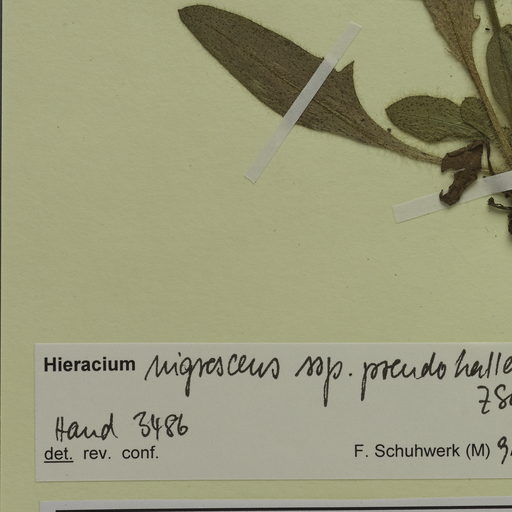 Hieracium nigrescens ssp. pseudohalle
Hand 3486
det. rev. conf. F. Schuhwerk (M)